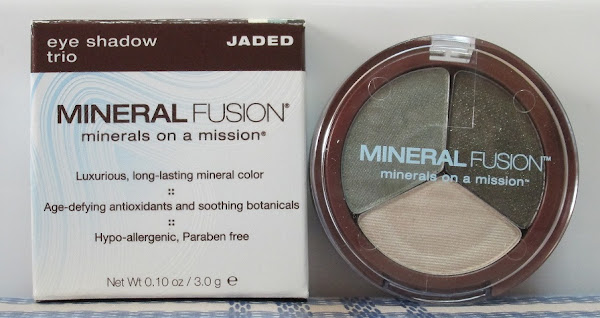 eye shadow trio JADED
MINERAL FUSION®
minerals on a mission®
Luxurious, long-lasting mineral color
Age-defying antioxidants and soothing botanicals
Hypo-allergenic, Paraben free
Net Wt 0.10 oz / 3.0 g ℮
MINERAL FUSION™
minerals on a mission™